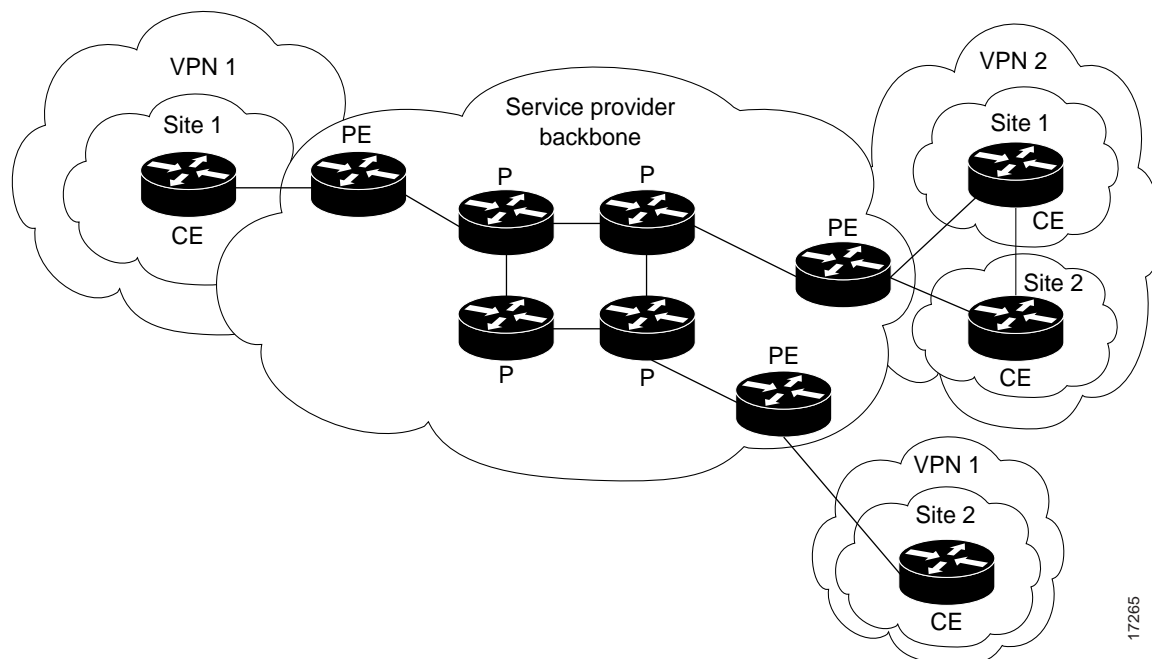 VPN 1
Site 1
CE
PE
Service provider
backbone
P
P
P
P
PE
PE
VPN 2
Site 1
CE
Site 2
CE
VPN 1
Site 2
CE
17265